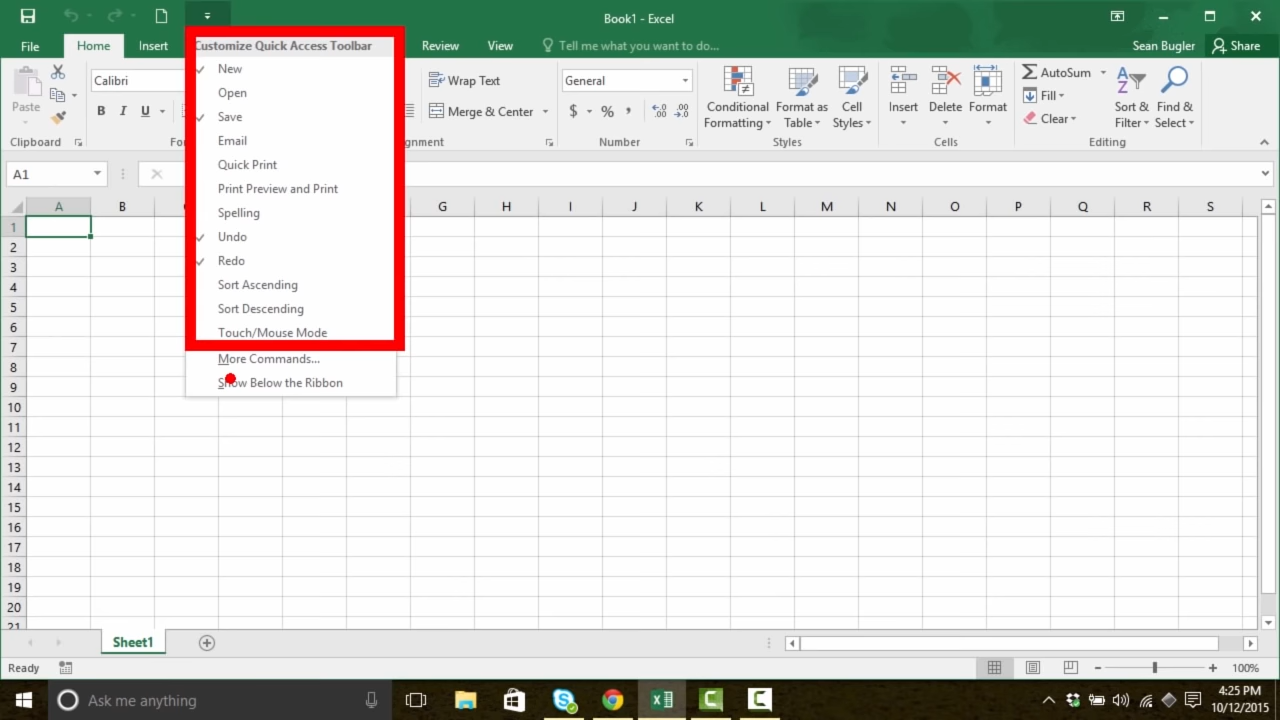 Book1 - Excel
File
Home
Insert
Review
View
Tell me what you want to do...
Sean Bugler
Share
Customize Quick Access Toolbar
New
Open
Save
Email
Quick Print
Print Preview and Print
Spelling
Undo
Redo
Sort Ascending
Sort Descending
Touch/Mouse Mode
More Commands...
Show Below the Ribbon
Paste
Clipboard
Calibri
B I U
Fo
Wrap Text
Merge & Center
gnment
General
$ % ,
Number
Conditional
Formatting
Format as
Table
Cell
Styles
Styles
Insert
Delete
Format
Cells
AutoSum
Fill
Clear
Sort &
Filter
Find &
Select
Editing
A1
A B G H I J K L M N O P Q R S
1
2
3
4
5
6
7
8
9
10
11
12
13
14
15
16
17
18
19
20
21
Sheet1
Ready
100%
Ask me anything
4:25 PM
10/12/2015